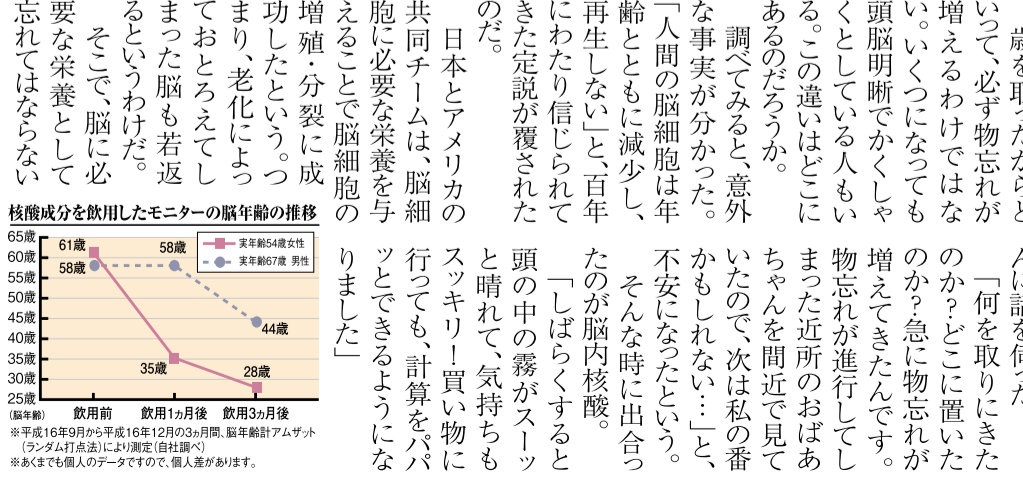 歳を取ったからと
いって、必ず物忘れが
増えるわけではな
い。いくつになっても
頭脳明晰でかくしゃ
くとしている人もい
る。この違いはどこに
あるのだろうか。
調べてみると、意外
な事実が分かった。
「人間の脳細胞は年
齢とともに減少し、
再生しない」と、百年
にわたり信じられて
きた定説が覆された
のだ。
日本とアメリカの
共同チームは、脳細
胞に必要な栄養を与
えることで脳細胞の
増殖・分裂に成
功したという。つ
まり、老化によっ
ておとろえてし
まった脳も若返
るというわけだ。
そこで、脳に必
要な栄養として
忘れてはならない
「何を取りにきた
のか？どこに置いた
のか？急に物忘れが
増えてきたんです。
物忘れが進行してし
まった近所のおばあ
ちゃんを間近で見て
いたので、次は私の番
かもしれない…」と、
不安になったという。
そんな時に出合っ
たのが脳内核酸。
「しばらくすると
頭の中の霧がスーッ
と晴れて、気持ちも
スッキリ！買い物に
行っても、計算をパパ
ッとできるようにな
りました」
核酸成分を飲用したモニターの脳年齢の推移
65歳
60歳
55歳
50歳
45歳
40歳
35歳
30歳
25歳
(脳年齢)
実年齢54歳女性
実年齢67歳 男性
61歳
58歳
58歳
44歳
35歳
28歳
飲用前
飲用1ヵ月後
飲用3ヵ月後
※平成16年9月から平成16年12月の3ヵ月間、脳年齢計アムザット
(ランダム打点法)により測定(自社調べ)
※あくまでも個人のデータですので、個人差があります。